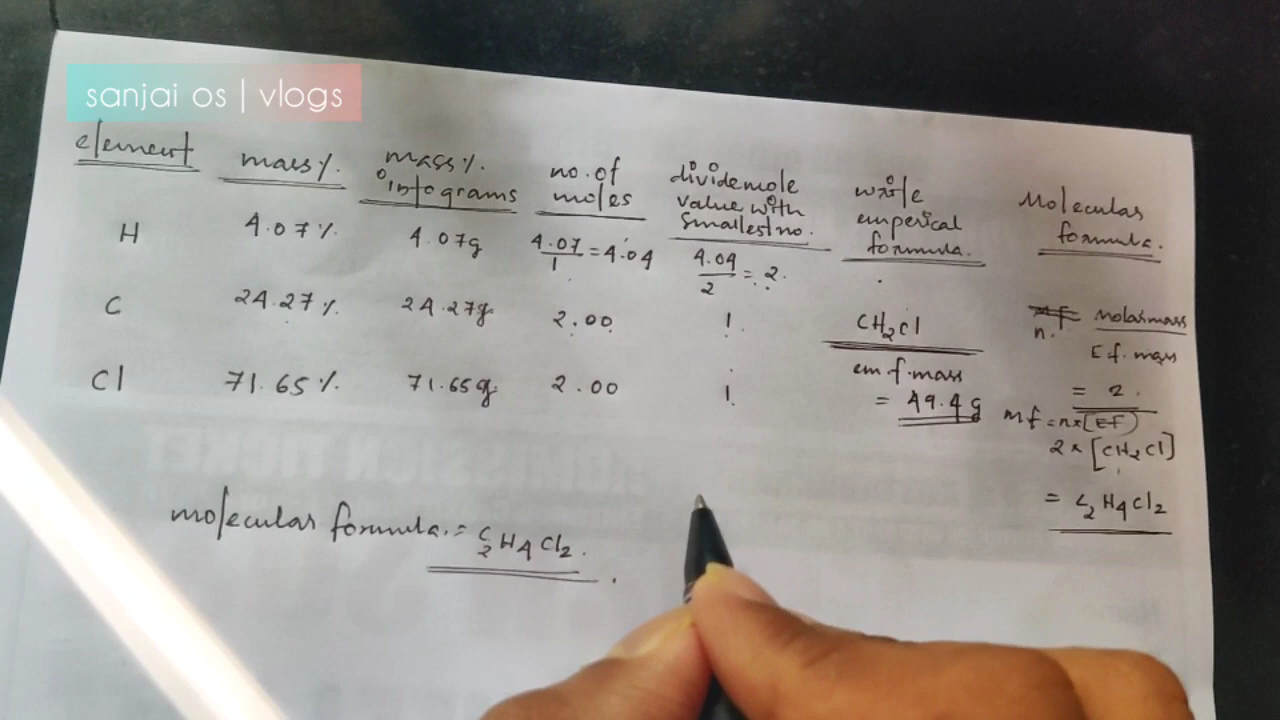 sanjai os | vlogs
element mass%. mass%. into grams no. of moles divide mole value with smallest no. write emperical formula. Molecular formula.
H 4.07% 4.07g 4.07/1 = 4.04 4.04/2 = 2.
C 24.27% 24.27g 2.00 1. CH2Cl n. molarmass
E f. mass
em.f.mass
Cl 71.65% 71.65g 2.00 1. = 49.4g = 2.
mf = n×[EF]
2 × [CH2Cl]
= C2H4Cl2
molecular formula. = C2H4Cl2.